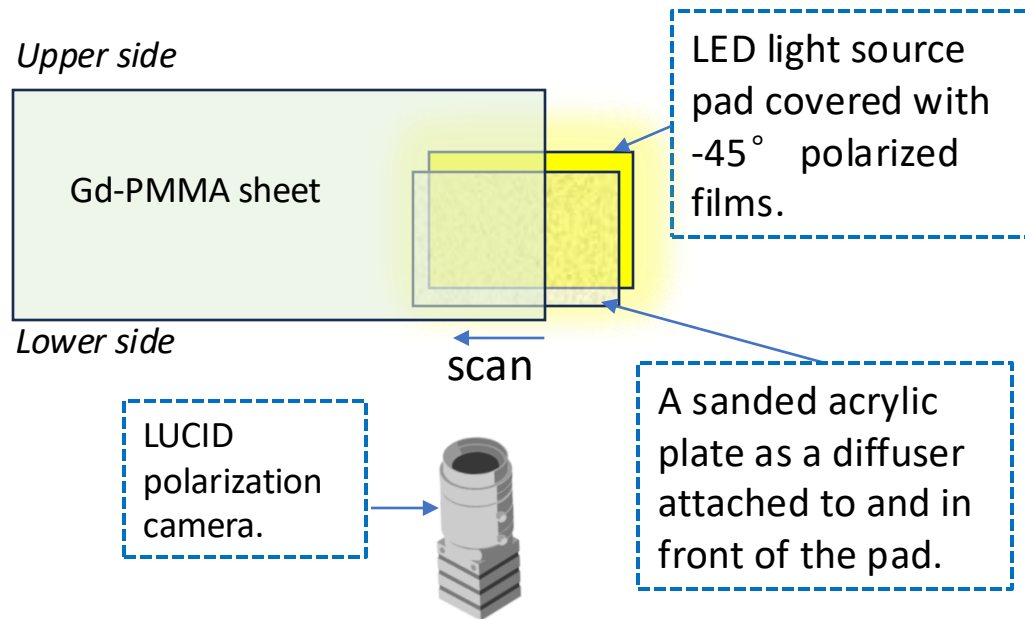 Upper side
Gd-PMMA sheet
Lower side
scan
LED light source
pad covered with
-45° polarized
films.
LUCID
polarization
camera.
A sanded acrylic
plate as a diffuser
attached to and in
front of the pad.